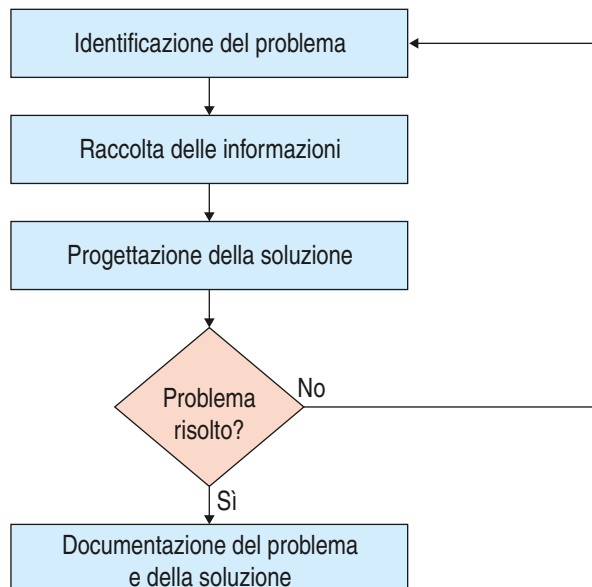 Identificazione del problema
Raccolta delle informazioni
Progettazione della soluzione
Problema
risolto?
No
Sì
Documentazione del problema
e della soluzione